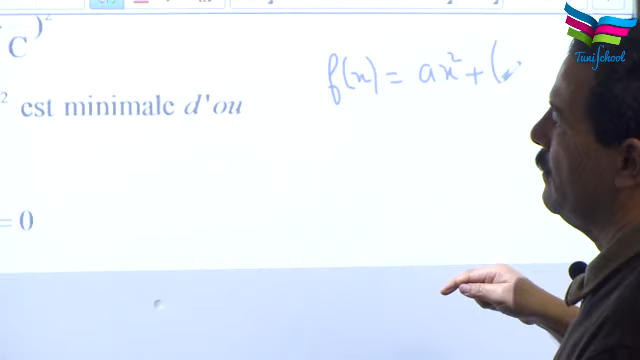 C)²
f(x) = ax² + (
² est minimale d'ou
= 0
TuniSchool